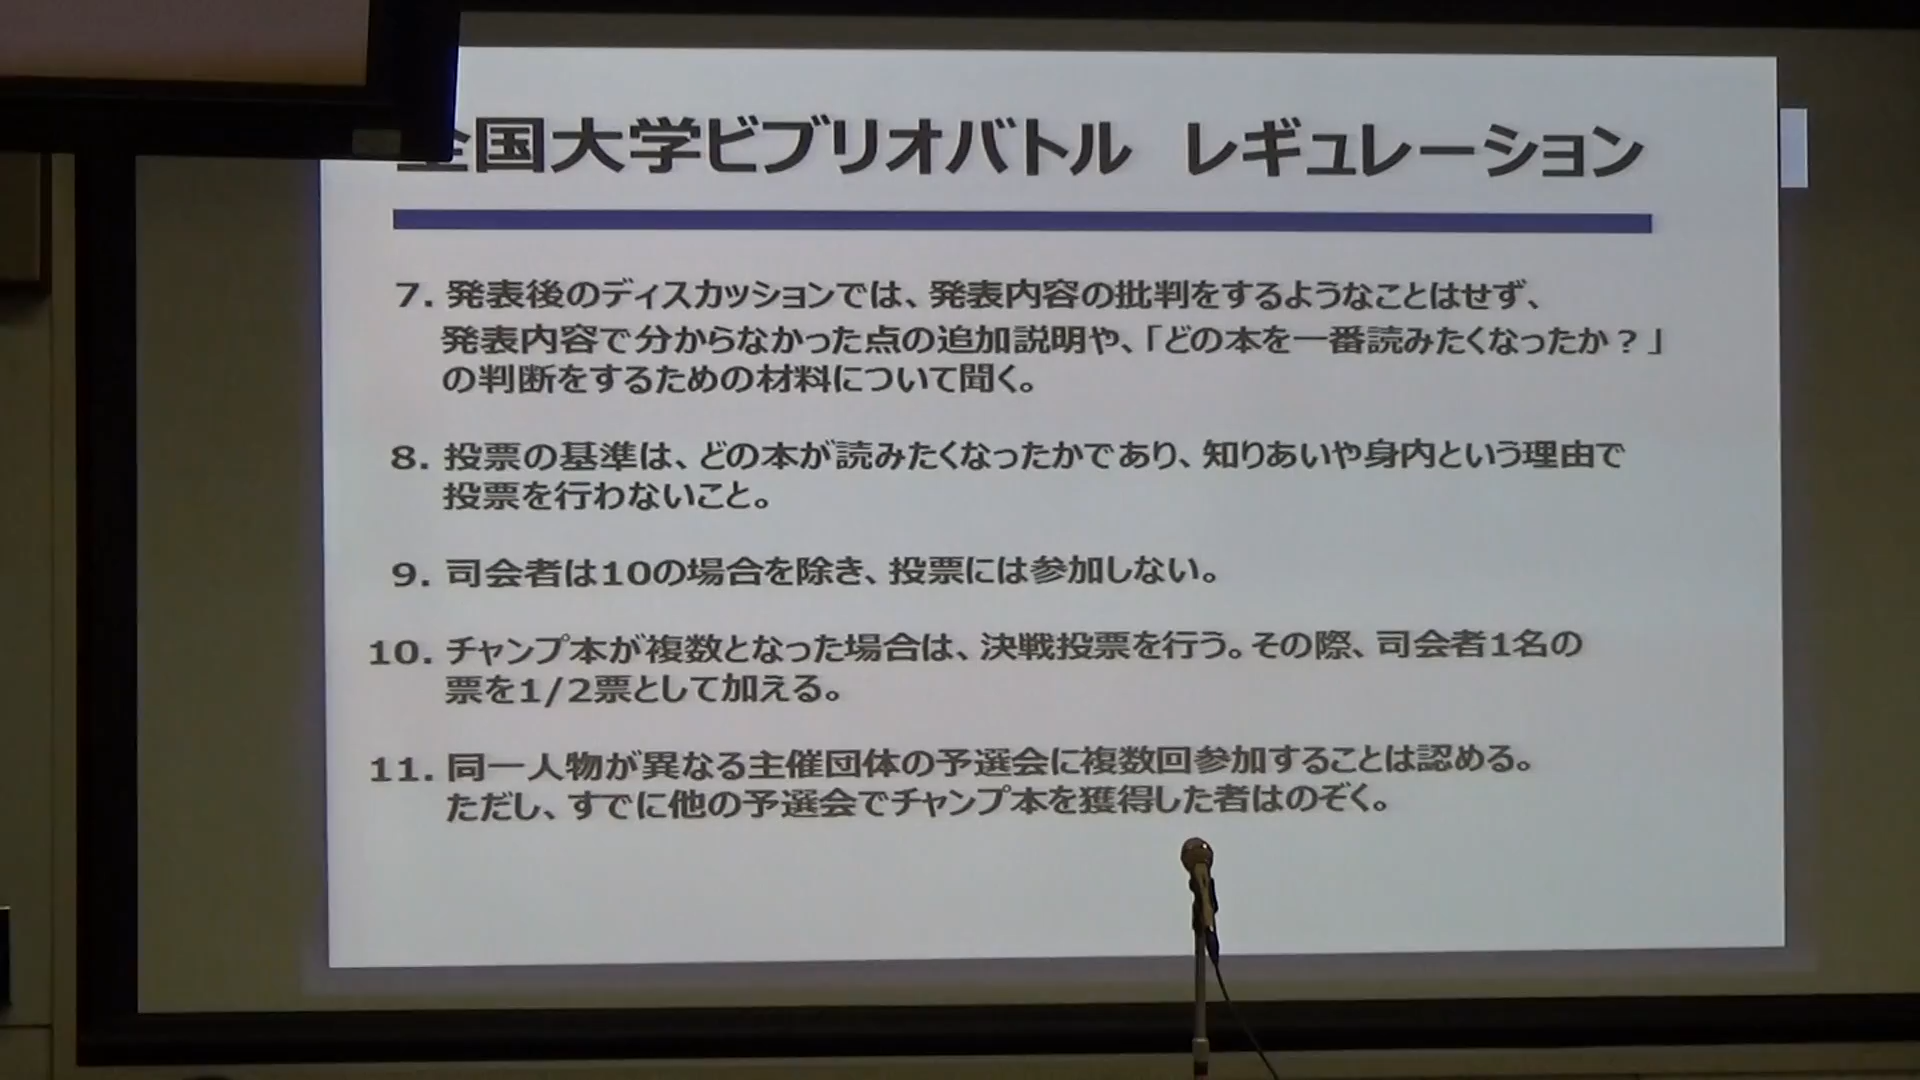 全国大学ビブリオバトル レギュレーション
7. 発表後のディスカッションでは、発表内容の批判をするようなことはせず、
発表内容で分からなかった点の追加説明や、「どの本を一番読みたくなったか？」
の判断をするための材料について聞く。
8. 投票の基準は、どの本が読みたくなったかであり、知りあいや身内という理由で
投票を行わないこと。
9. 司会者は10の場合を除き、投票には参加しない。
10. チャンプ本が複数となった場合は、決戦投票を行う。その際、司会者1名の
票を1/2票として加える。
11. 同一人物が異なる主催団体の予選会に複数回参加することは認める。
ただし、すでに他の予選会でチャンプ本を獲得した者はのぞく。